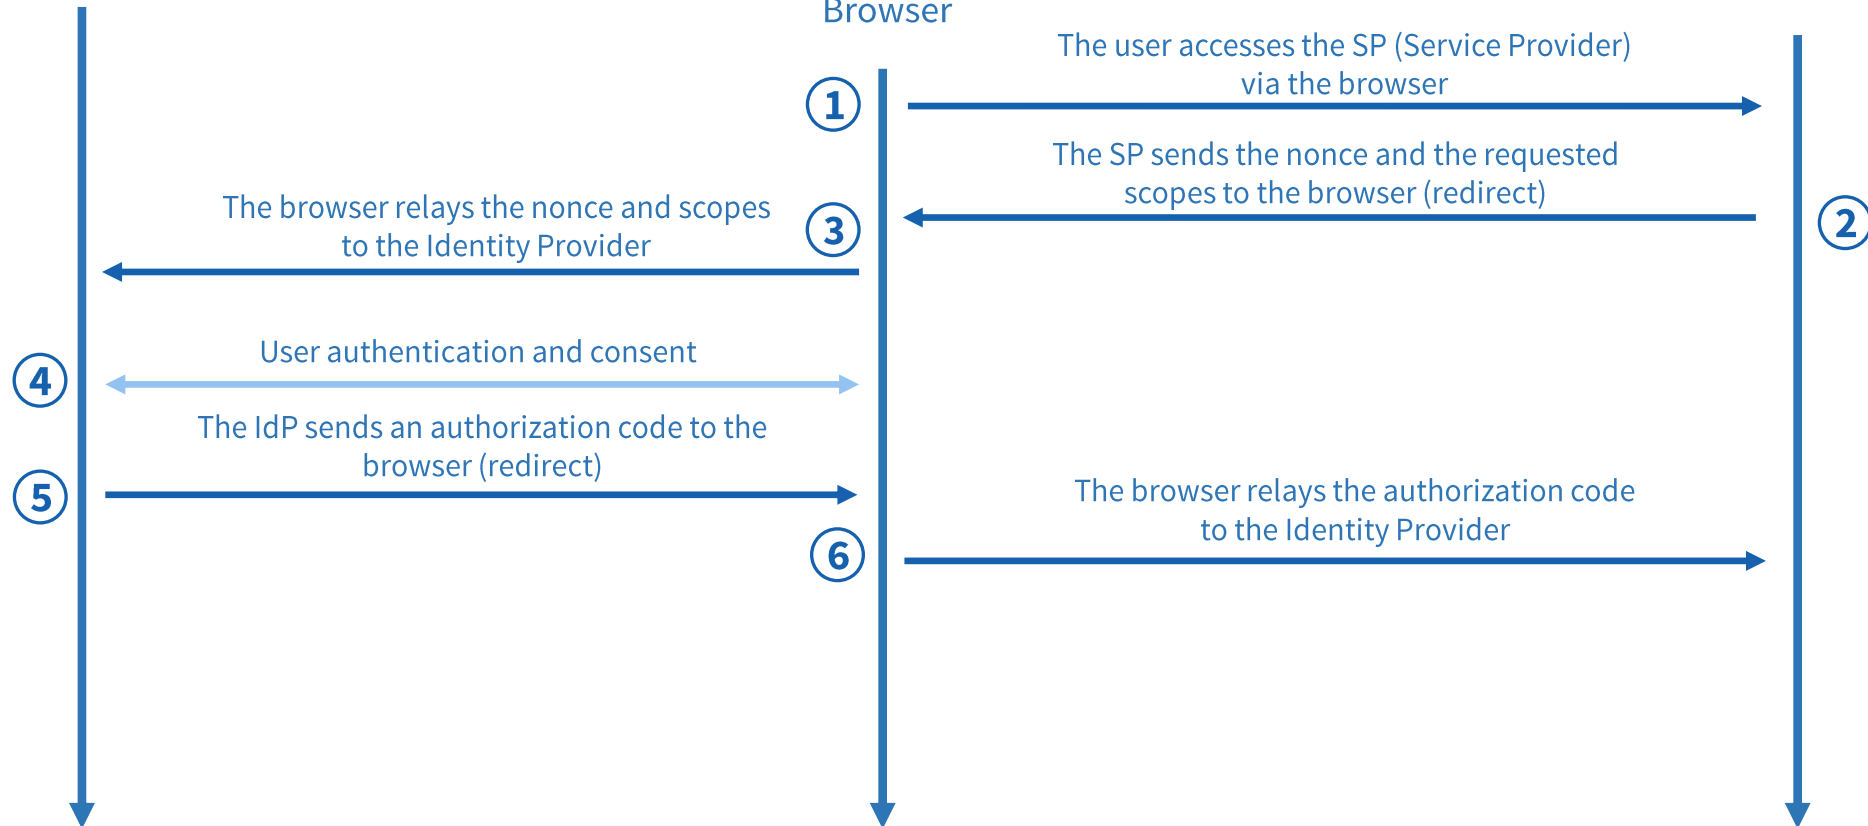 Browser
The user accesses the SP (Service Provider)
via the browser
1
The SP sends the nonce and the requested
scopes to the browser (redirect)
2
The browser relays the nonce and scopes
to the Identity Provider
3
User authentication and consent
4
The IdP sends an authorization code to the
browser (redirect)
5
The browser relays the authorization code
to the Identity Provider
6